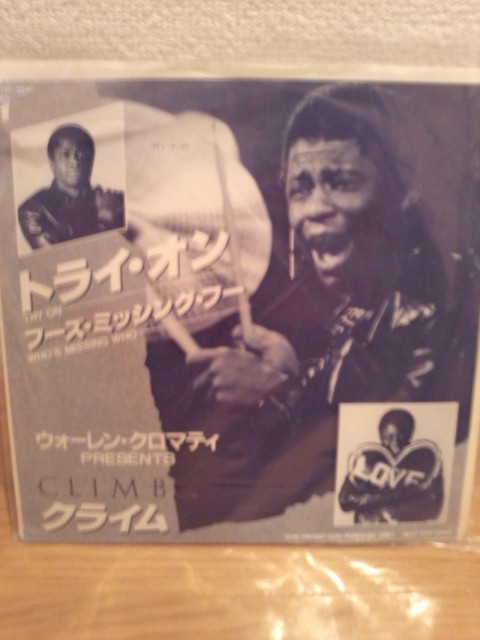 トライ・オン
TRY ON
フーズ・ミッシング・フー
WHO'S MISSING WHO
ウォーレン・クロマティ
PRESENTS
CLIMB
クライム
LOVE